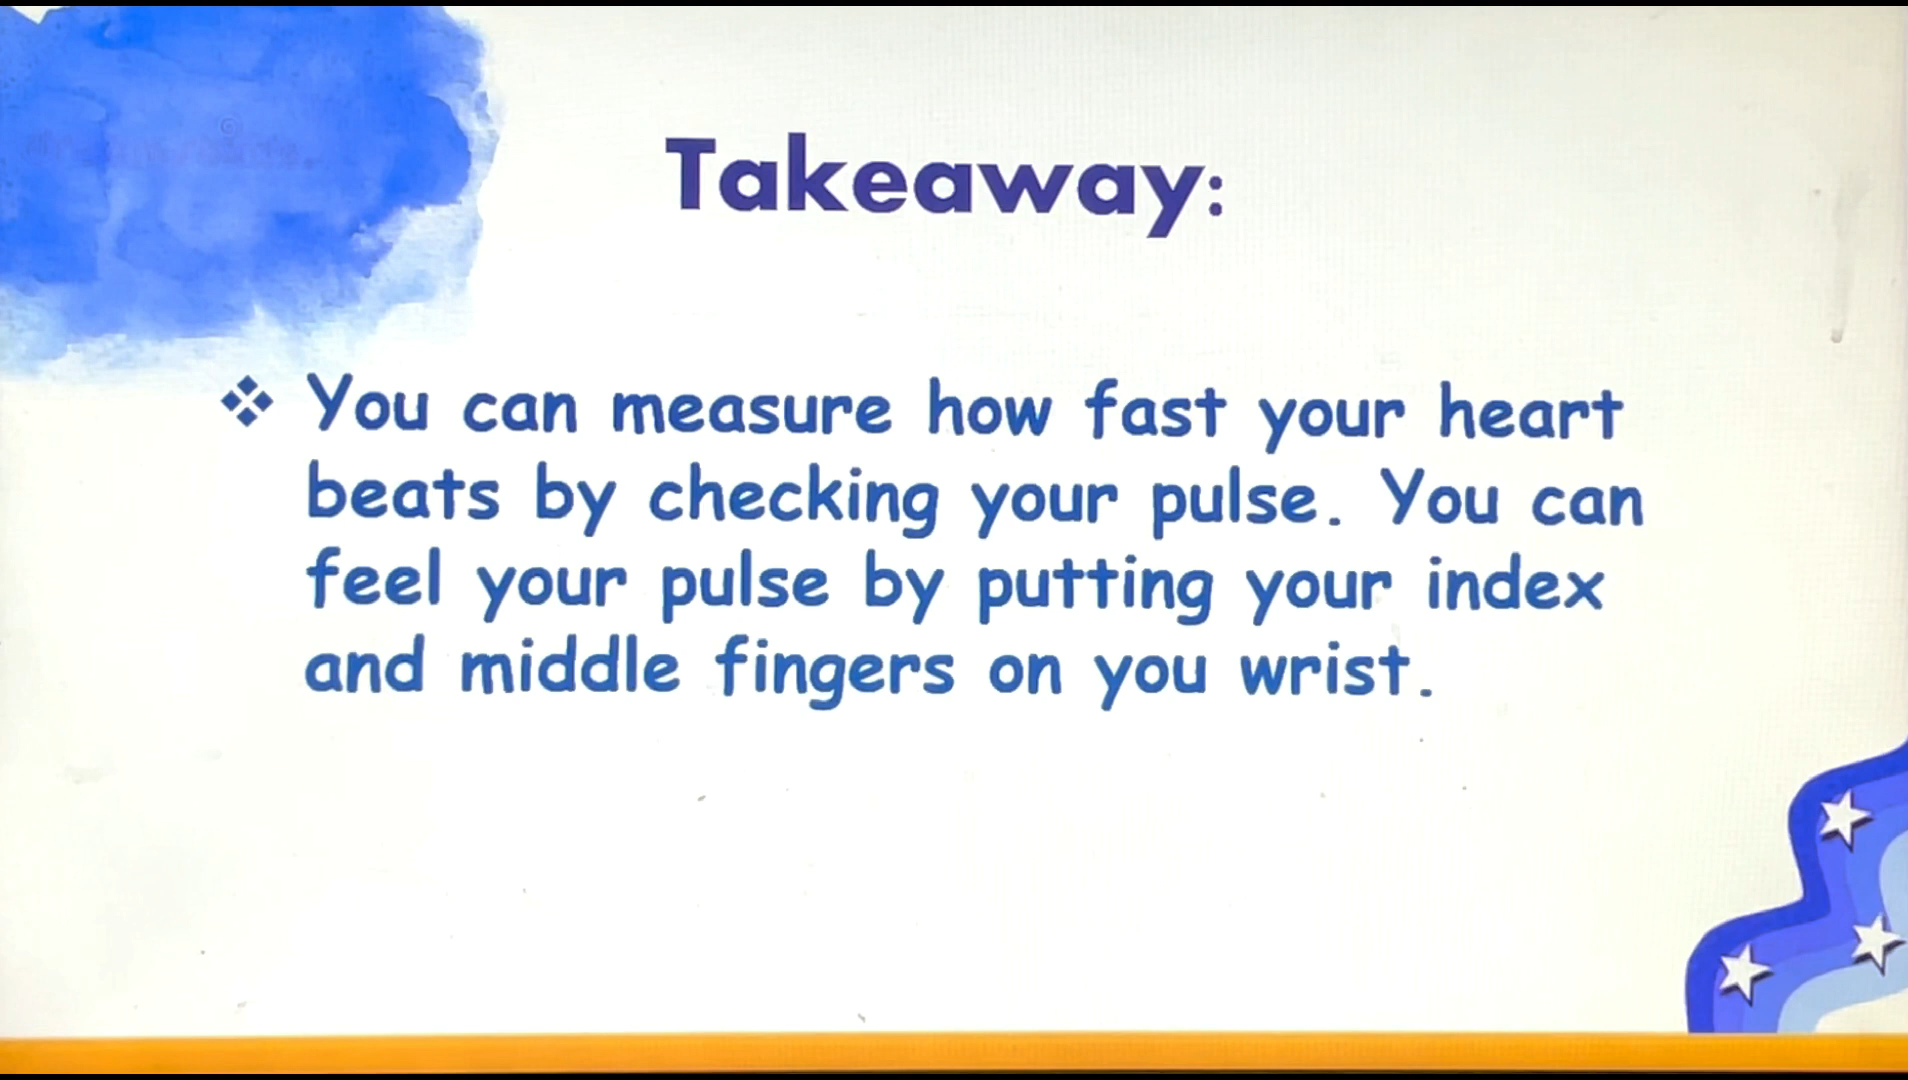 Takeaway:
❖ You can measure how fast your heart
beats by checking your pulse. You can
feel your pulse by putting your index
and middle fingers on you wrist.